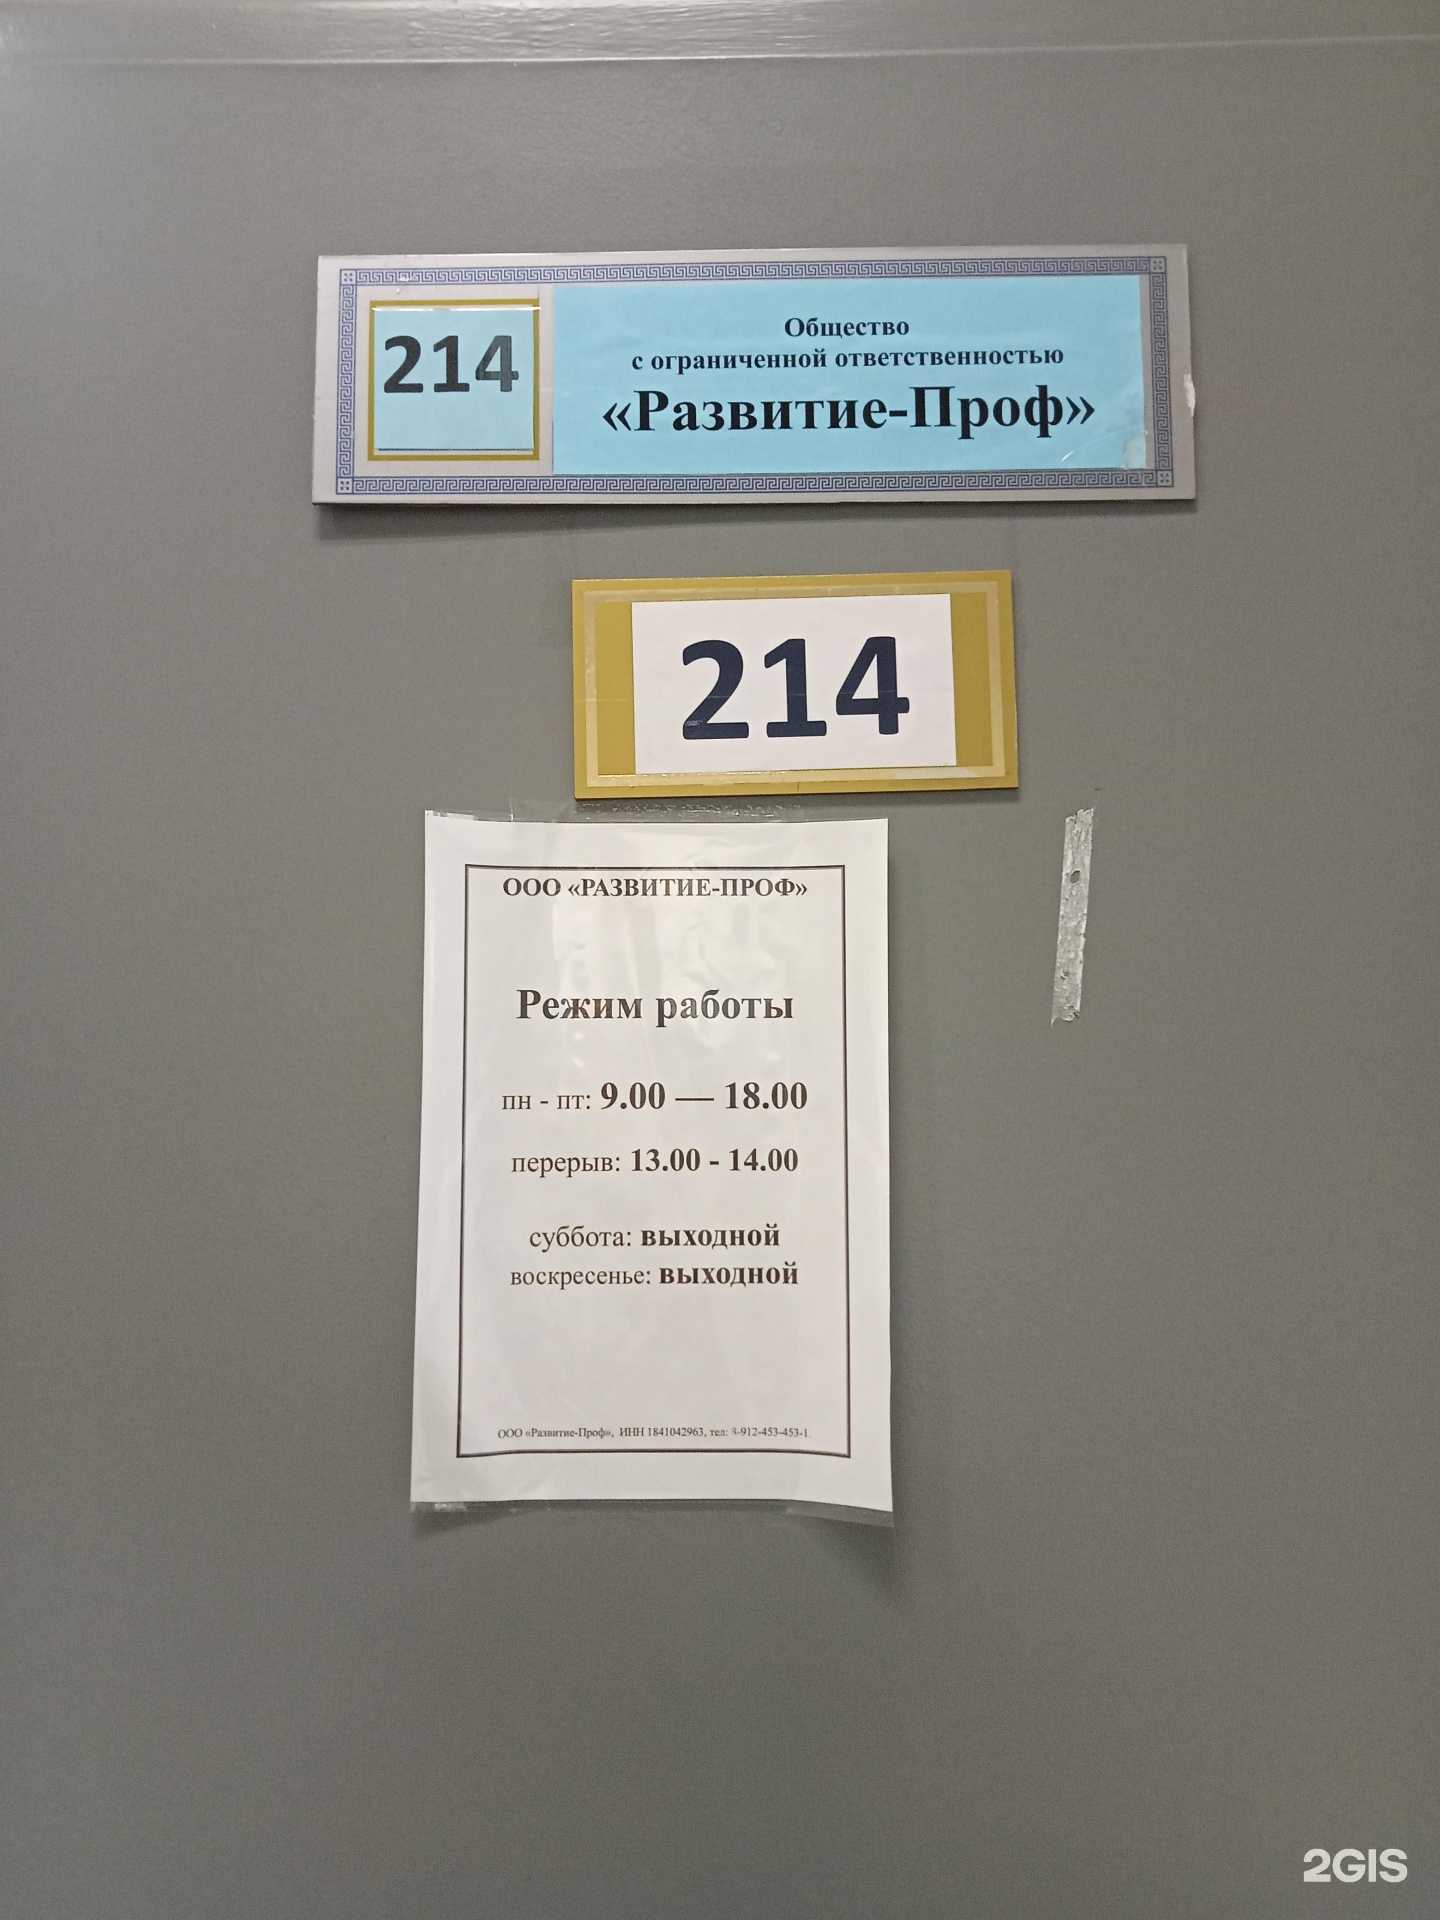 214
Общество
с ограниченной ответственностью
«Развитие-Проф»
214
ООО «РАЗВИТИЕ-ПРОФ»
Режим работы
пн - пт: 9.00 — 18.00
перерыв: 13.00 - 14.00
суббота: выходной
воскресенье: выходной
ООО «Развитие-Проф», ИНН 1841042963, тел: 8-912-453-453-1
2GIS